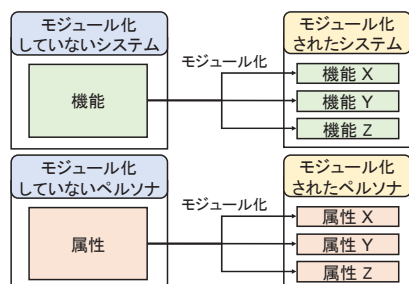 モジュール化
していないシステム
機能
モジュール化
モジュール化
されたシステム
機能 X
機能 Y
機能 Z
モジュール化
していないペルソナ
属性
モジュール化
モジュール化
されたペルソナ
属性 X
属性 Y
属性 Z